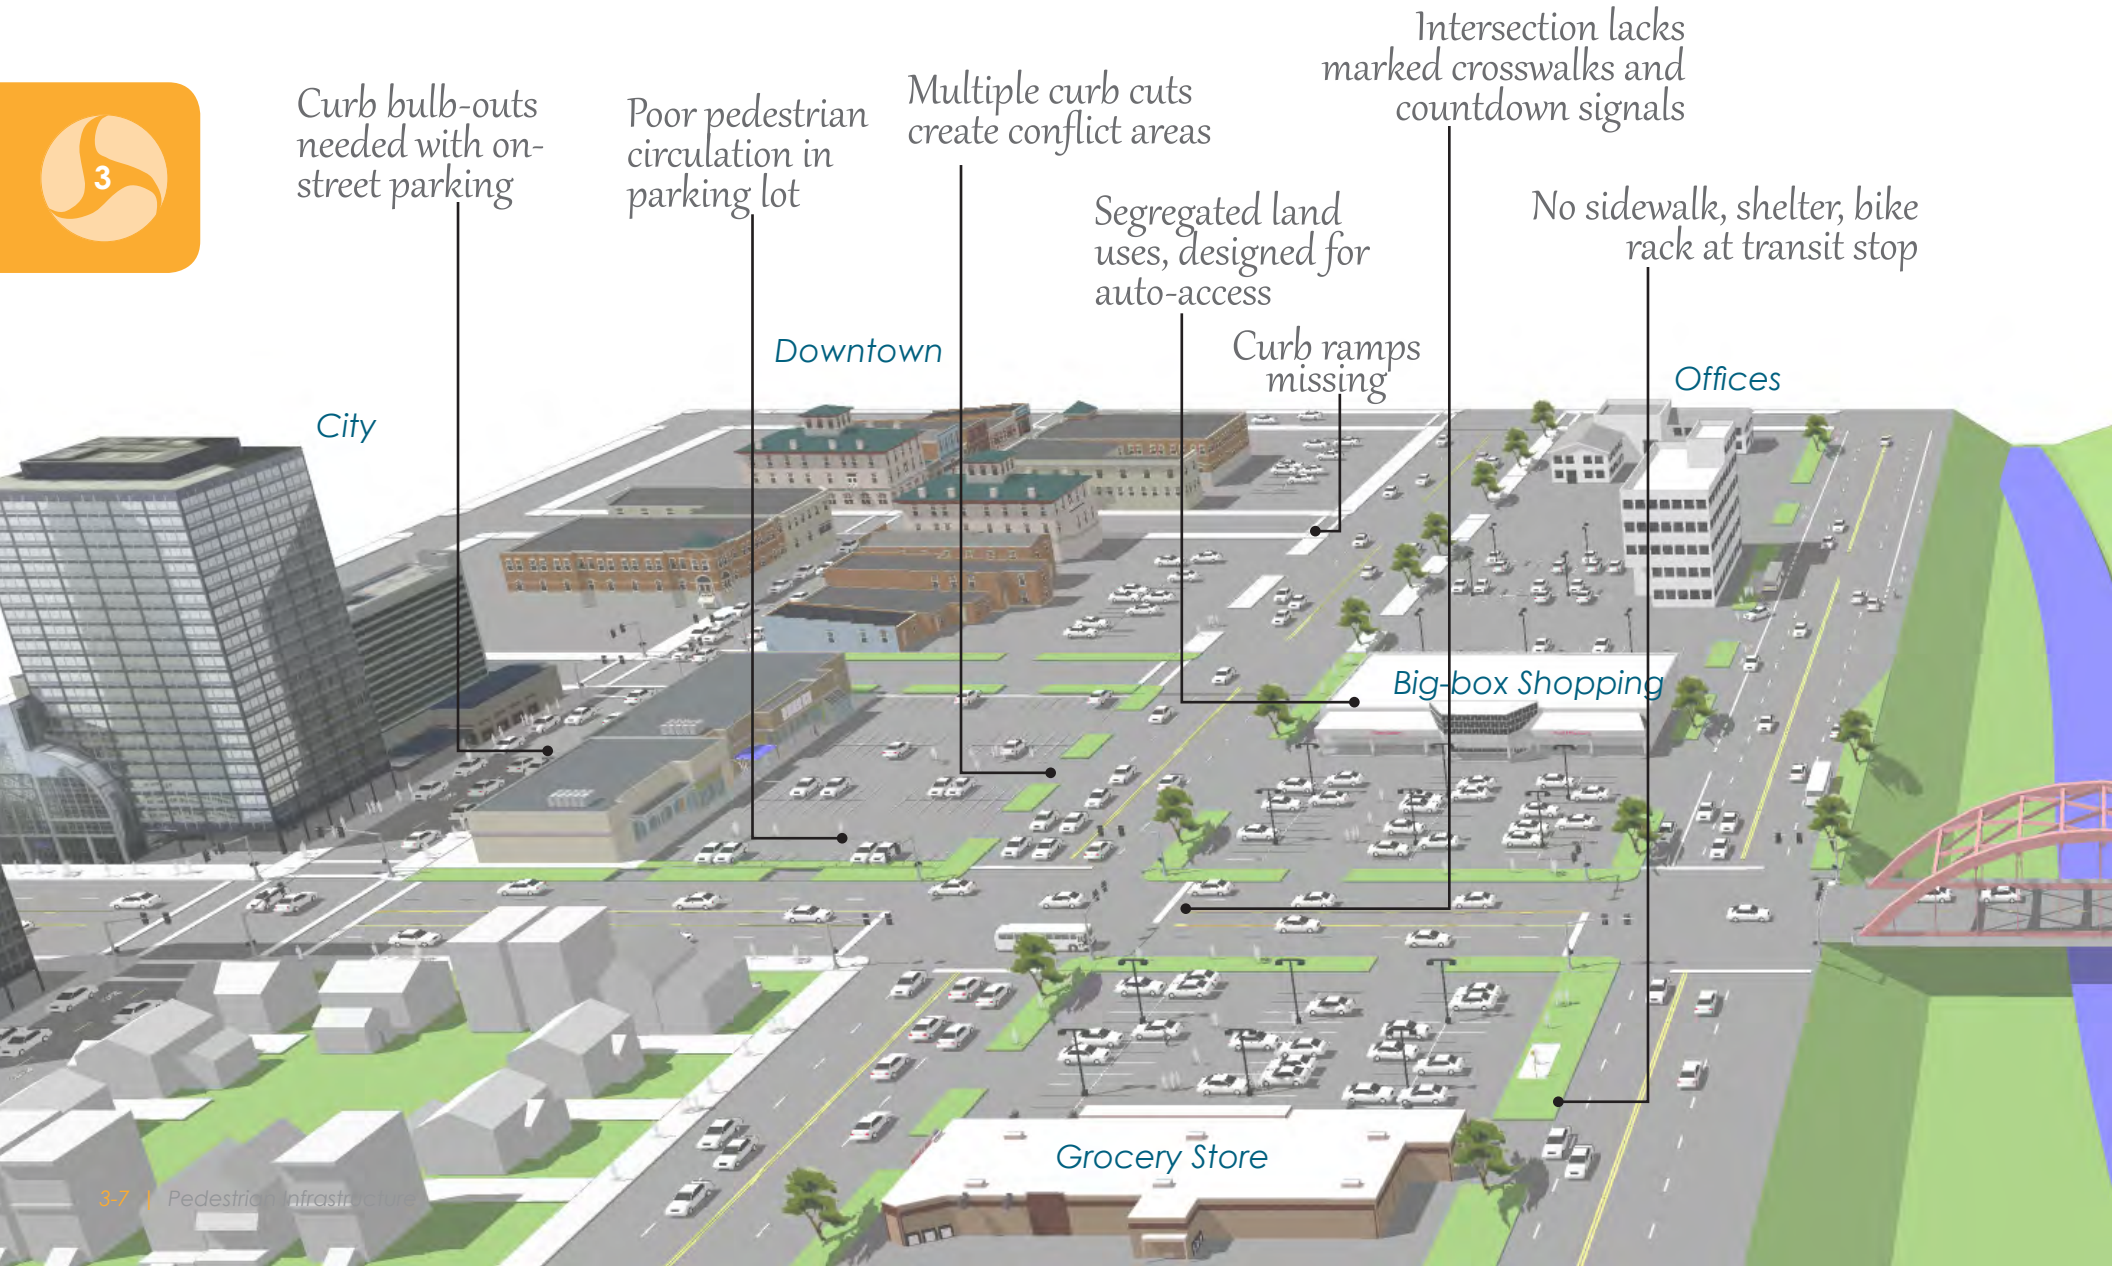 3
Curb bulb-outs
needed with on-
street parking
Poor pedestrian
circulation in
parking lot
Multiple curb cuts
create conflict areas
Intersection lacks
marked crosswalks and
countdown signals
Segregated land
uses, designed for
auto-access
No sidewalk, shelter, bike
rack at transit stop
Curb ramps
missing
Downtown
Offices
City
Big-box Shopping
Grocery Store
3-7 | Pedestrian Infrastructure